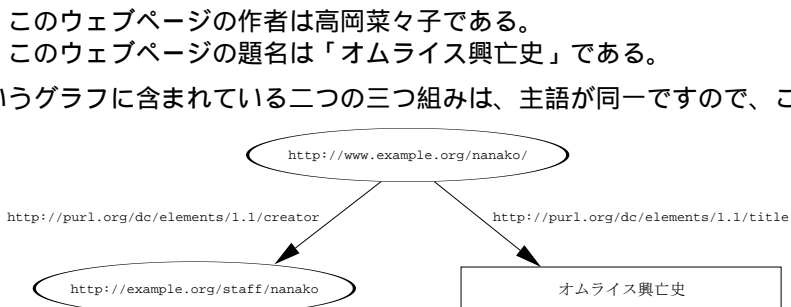 このウェブページの作者は高岡菜々子である。
このウェブページの題名は「オムライス興亡史」である。
いうグラフに含まれている二つの三つ組みは、主語が同一ですので、こ
http://www.example.org/nanako/
http://purl.org/dc/elements/1.1/creator
http://purl.org/dc/elements/1.1/title
http://example.org/staff/nanako
オムライス興亡史